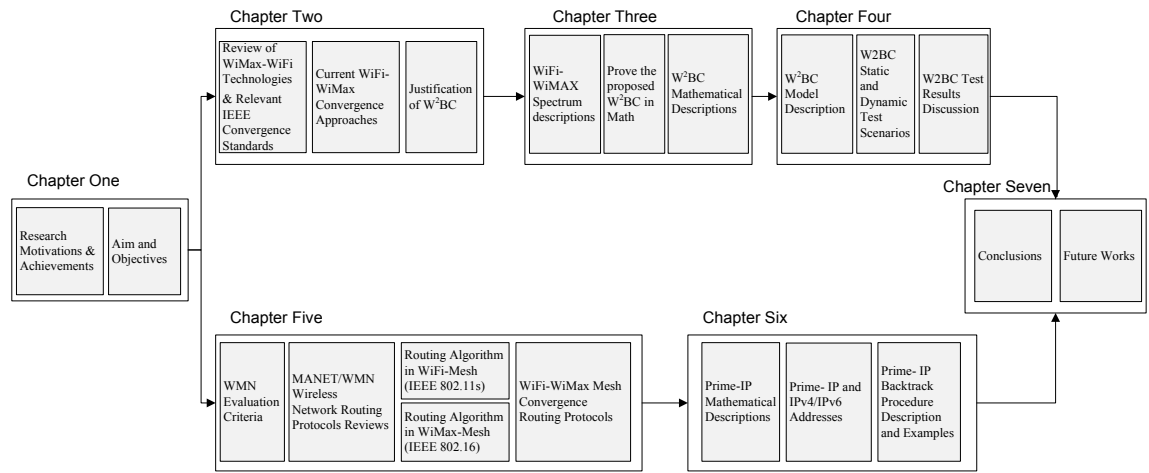 Chapter One
Research
Motivations &
Achievements
Aim and
Objectives
Chapter Two
Review of
WiMax-WiFi
Technologies
& Relevant
IEEE
Convergence
Standards
Current WiFi-
WiMax
Convergence
Approaches
Justification
of W²BC
Chapter Three
WiFi-
WiMAX
Spectrum
descriptions
Prove the
proposed
W²BC in
Math
W²BC
Mathematical
Descriptions
Chapter Four
W²BC
Model
Description
W2BC
Static
and
Dynamic
Test
Scenarios
W2BC Test
Results
Discussion
Chapter Five
WMN
Evaluation
Criteria
MANET/WMN
Wireless
Network Routing
Protocols Reviews
Routing Algorithm
in WiFi-Mesh
(IEEE 802.11s)
Routing Algorithm
in WiMax-Mesh
(IEEE 802.16)
WiFi-WiMax Mesh
Convergence
Routing Protocols
Chapter Six
Prime-IP
Mathematical
Descriptions
Prime- IP and
IPv4/IPv6
Addresses
Prime- IP
Backtrack
Procedure
Description
and Examples
Chapter Seven
Conclusions
Future Works